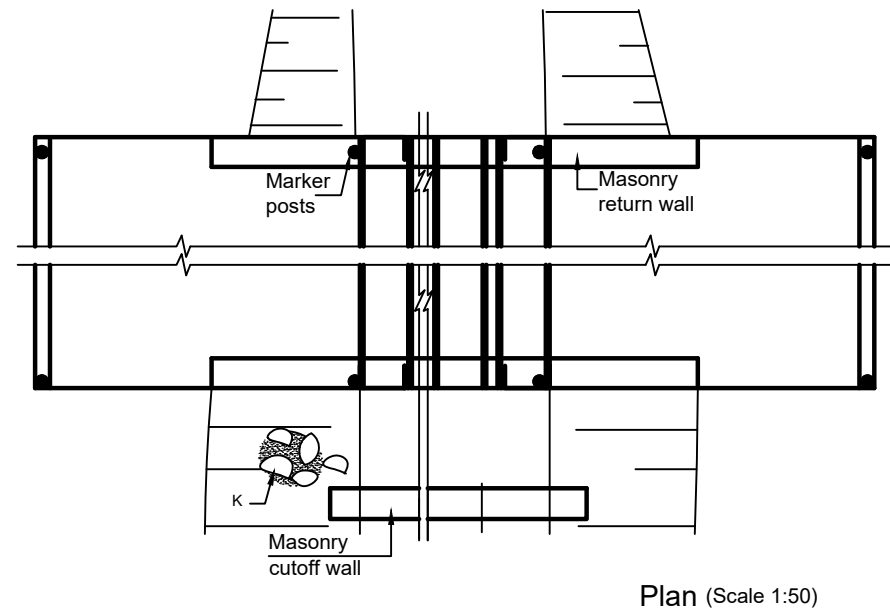 Marker
posts
Masonry
return wall
K
Masonry
cutoff wall
Plan (Scale 1:50)